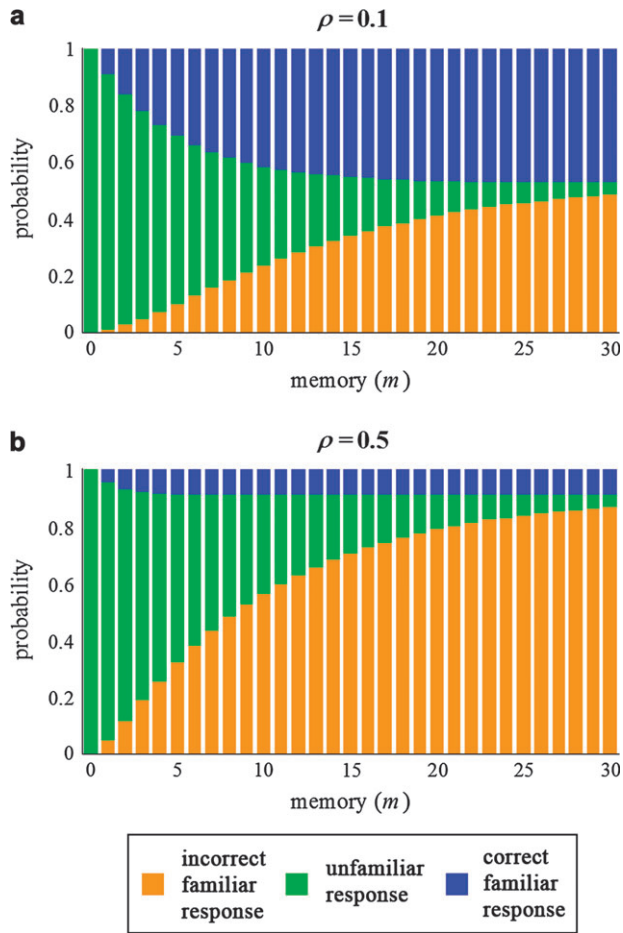 a
ρ = 0.1
1
0.8
0.6
0.4
0.2
0
probability
0 5 10 15 20 25 30
memory (m)
b
ρ = 0.5
1
0.8
0.6
0.4
0.2
0
probability
0 5 10 15 20 25 30
memory (m)
incorrect
familiar
response
unfamiliar
response
correct
familiar
response